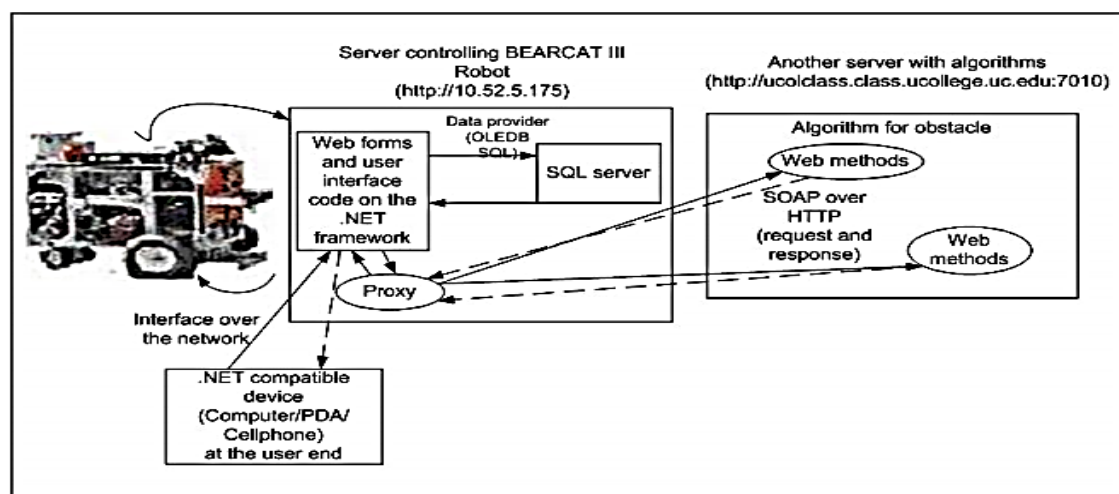 Server controlling BEARCAT III
Robot
(http://10.52.5.175)
Another server with algorithms
(http://ucolclass.class.ucollege.uc.edu:7010)
Data provider
(OLEDB
SQL)
Web forms
and user
interface
code on the
.NET
framework
SQL server
Proxy
Algorithm for obstacle
Web methods
SOAP over
HTTP
(request and
response)
Web
methods
Interface over
the network
.NET compatible
device
(Computer/PDA/
Cellphone)
at the user end